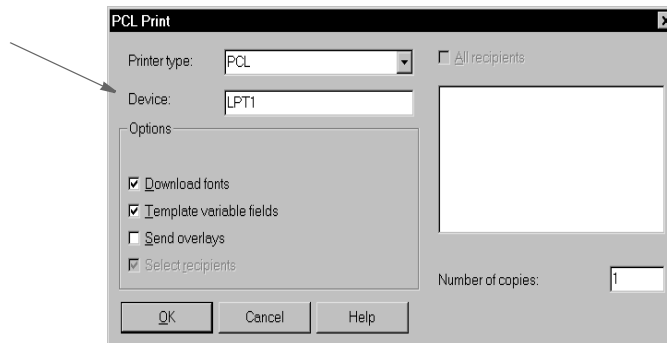 PCL Print
Printer type:
PCL
All recipients
Device:
LPT1
Options
Download fonts
Template variable fields
Send overlays
Select recipients
Number of copies:
1
OK
Cancel
Help